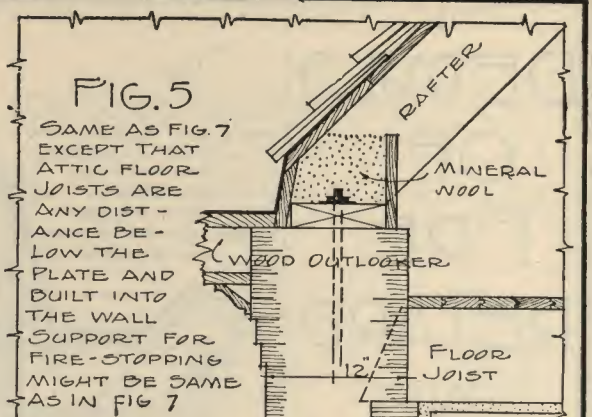 FIG. 5
SAME AS FIG. 7
EXCEPT THAT
ATTIC FLOOR
JOISTS ARE
ANY DIST-
ANCE BE-
LOW THE
PLATE AND
BUILT INTO
THE WALL
SUPPORT FOR
FIRE-STOPPING
MIGHT BE SAME
AS IN FIG 7
RAFTER
MINERAL
WOOL
WOOD OUTLOOKER
12"
FLOOR
JOIST